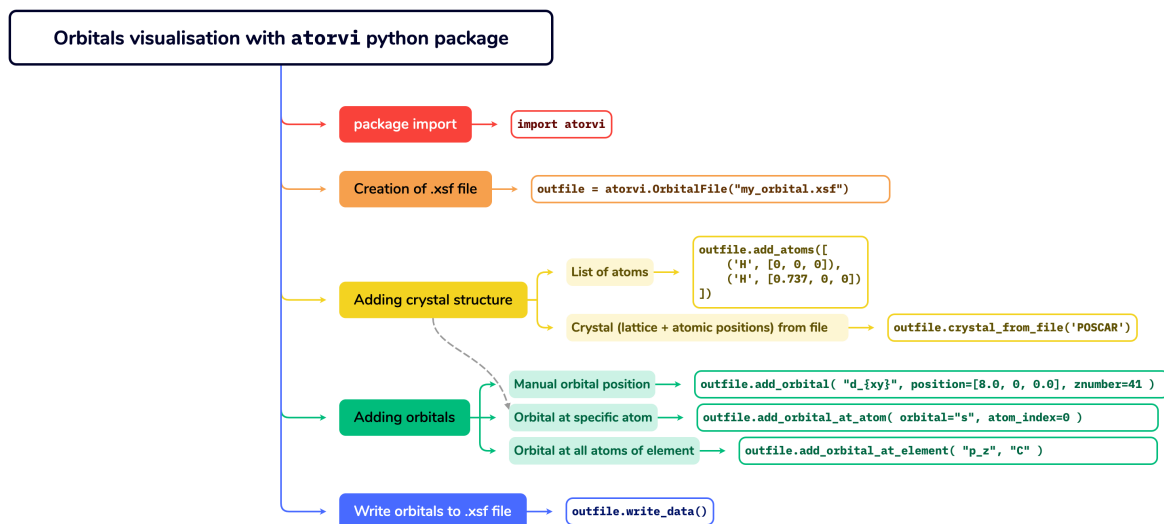 Orbitals visualisation with atorvi python package
package import
import atorvi
Creation of .xsf file
outfile = atorvi.OrbitalFile("my_orbital.xsf")
Adding crystal structure
List of atoms
outfile.add_atoms([
('H', [0, 0, 0]),
('H', [0.737, 0, 0])
])
Crystal (lattice + atomic positions) from file
outfile.crystal_from_file('POSCAR')
Adding orbitals
Manual orbital position
outfile.add_orbital( "d_{xy}", position=[8.0, 0, 0.0], znumber=41 )
Orbital at specific atom
outfile.add_orbital_at_atom( orbital="s", atom_index=0 )
Orbital at all atoms of element
outfile.add_orbital_at_element( "p_z", "C" )
Write orbitals to .xsf file
outfile.write_data()